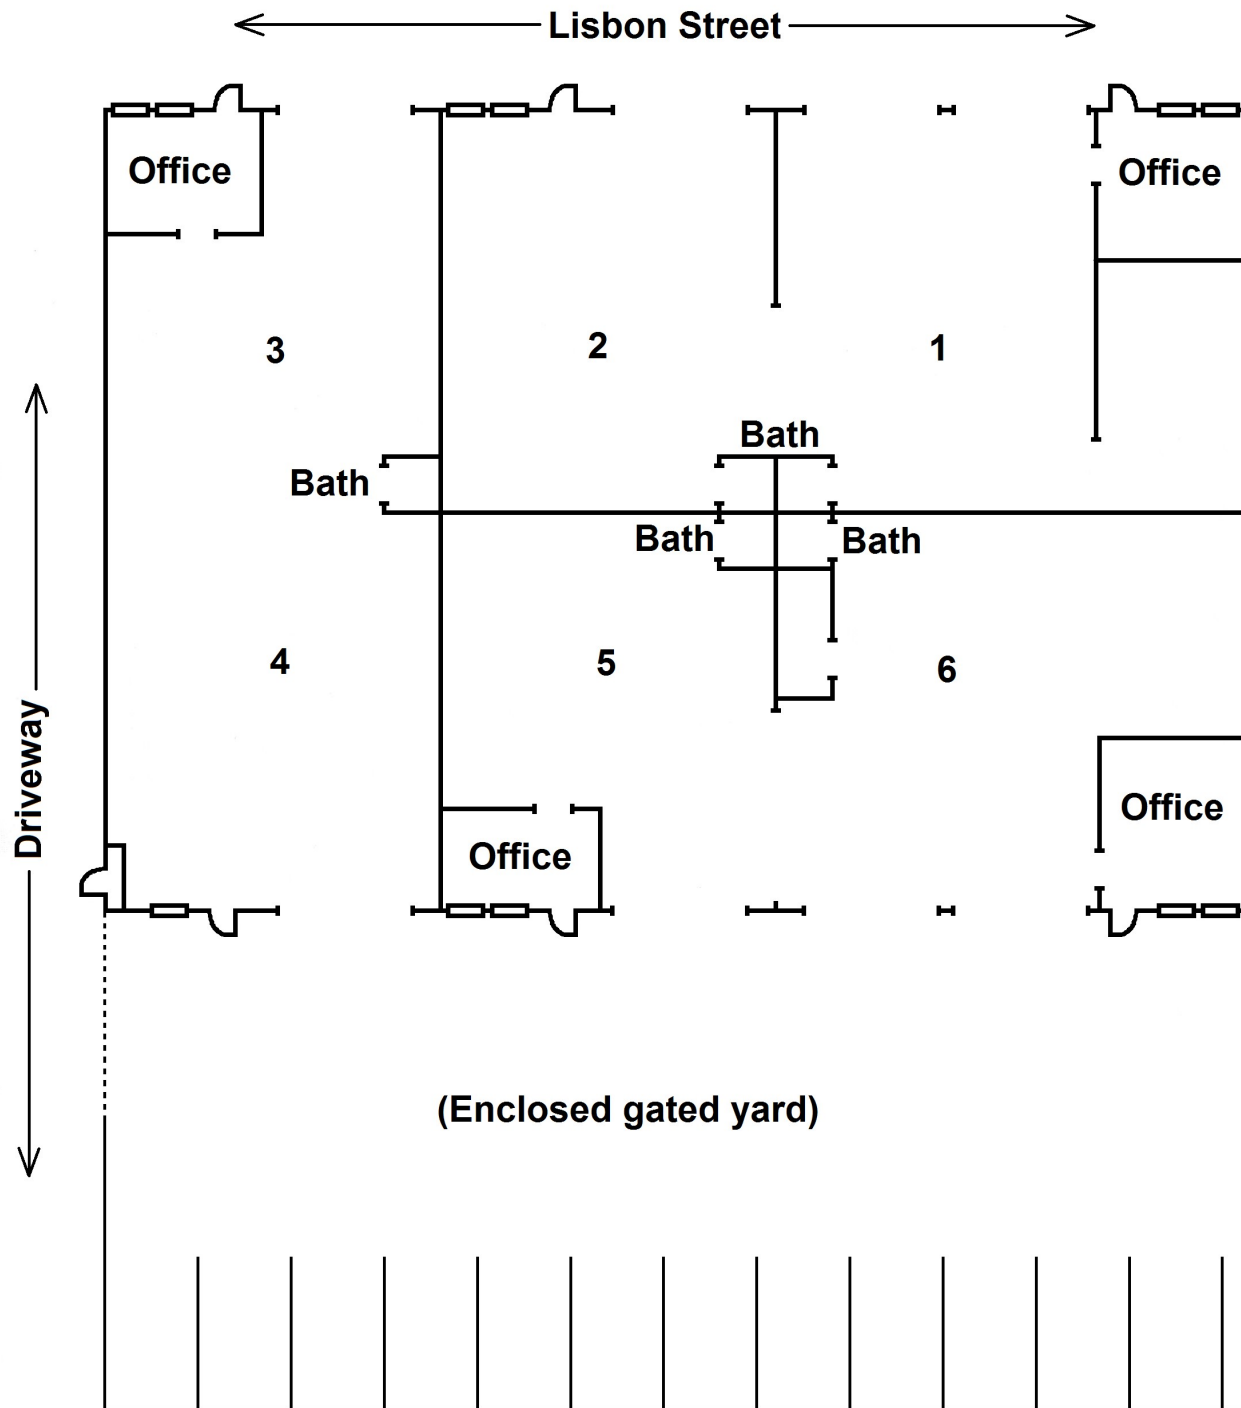 Lisbon Street
Office
Office
3
2
1
Bath
Bath
Bath
Bath
4
5
6
Driveway
Office
Office
(Enclosed gated yard)